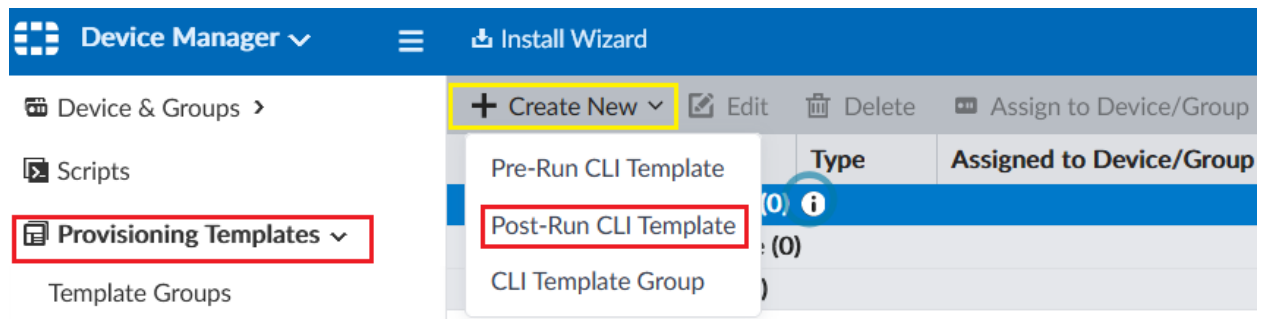 Device Manager
Install Wizard
Device & Groups
Create New Edit Delete Assign to Device/Group
Scripts
Pre-Run CLI Template
Type Assigned to Device/Group
(0)
Provisioning Templates
Post-Run CLI Template
(0)
Template Groups
CLI Template Group
)